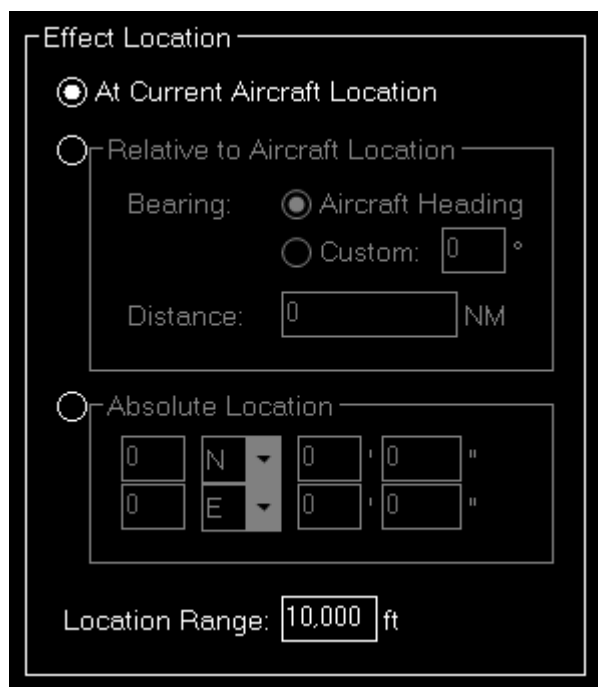 Effect Location
At Current Aircraft Location
Relative to Aircraft Location
Bearing: Aircraft Heading
Custom: 0 °
Distance: 0 NM
Absolute Location
0 N 0 ' 0 "
0 E 0 ' 0 "
Location Range: 10,000 ft